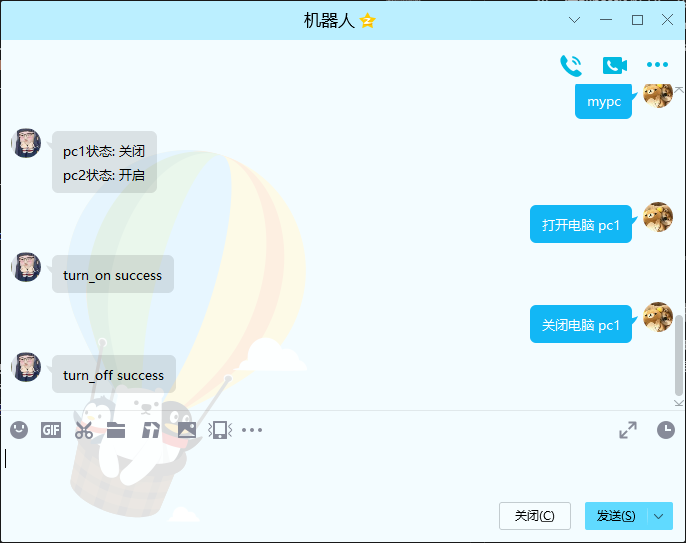 机器人
mypc
pc1状态: 关闭
pc2状态: 开启
打开电脑 pc1
turn_on success
关闭电脑 pc1
turn_off success
GIF
关闭(C)
发送(S)